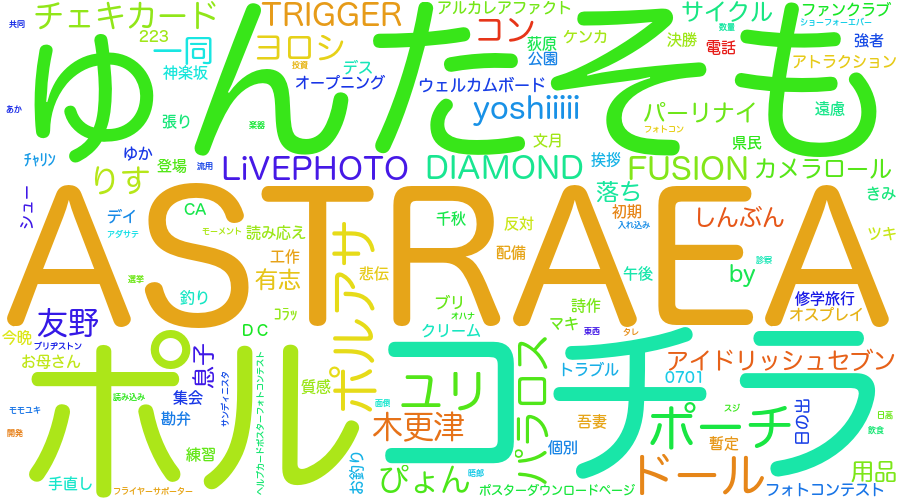 共同
チェキカード
TRIGGER
アルカレアファクト
サイクル
ファンクラブ
ショーフォーエバー
223
一同
ヨロシ
コン
荻原
ケンカ
決勝
数量
電話
強者
神楽坂
投資
デス
公園
アトラクション
オープニング
ウェルカムボード
ゆんたそも
あか
張り
楽器
yoshiiiii
パーリナイ
遠慮
フォトコン
文月
県民
チャリン
ゆか
登場
流用
LiVEPHOTO
DIAMOND
挨拶
FUSION
カメラロール
りす
落ち
きみ
シュー
デイ
CA
千秋
反対
初期
しんぶん
入れ込み
アダサテ
モーメント
読み応え
ツキ
ASTRAEA
工作
配備
有志
悲伝
午後
by
診察
選挙
釣り
コラッ
ブリ
オハナ
詩作
修学旅行
オスプレイ
友野
DC
クリーム
マキ
東西
タレ
今晩
ブリヂストン
お母さん
息子
ポルアサ
パラロス
トラブル
アイドリッシュセブン
ポル
コチラ
質感
ユリ
0701
モモユキ
読み込み
集会
サンディニスタ
ヘルプカードポスターフォトコンテスト
面倒
吾妻
ポーチ
スジ
日の出
日高
開発
勘弁
木更津
個別
暫定
飲食
練習
お釣り
ぴょん
聡郎
ドール
用品
手直し
フライヤーサポーター
ポスターダウンロードページ
フォトコンテスト